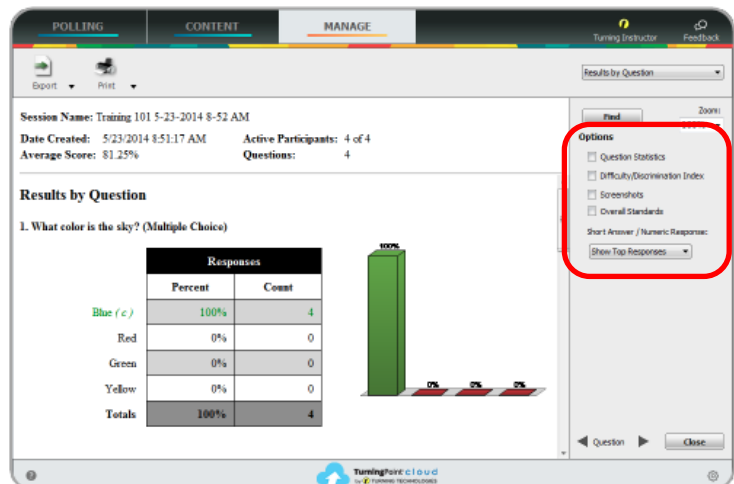 POLLING CONTENT MANAGE
Turning Instructor Feedback
Export Print
Results by Question
Session Name: Training 101 5-23-2014 8-52 AM
Date Created: 5/23/2014 8:51:17 AM Active Participants: 4 of 4
Average Score: 81.25% Questions: 4
Find Zoom:
Options
Question Statistics
Difficulty/Discrimination Index
Screenshots
Overall Standards
Short Answer / Numeric Response:
Show Top Responses
Results by Question
1. What color is the sky? (Multiple Choice)
Responses
Percent Count
Blue (c) 100% 4
Red 0% 0
Green 0% 0
Yellow 0% 0
Totals 100% 4
100%
0% 0% 0%
Question Close
TurningPoint cloud
by TURNING TECHNOLOGIES